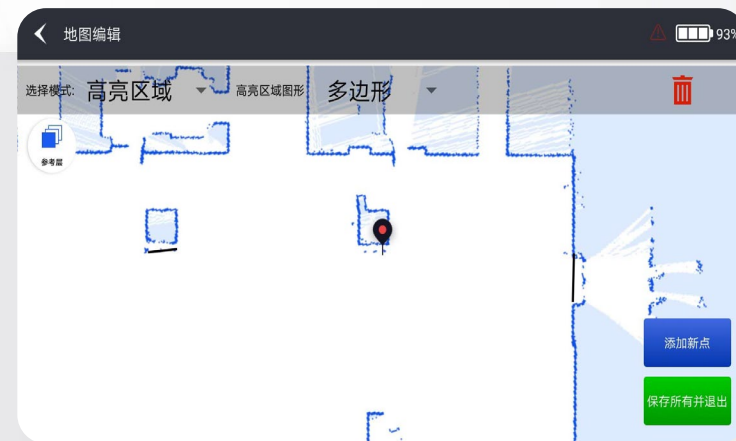 地图编辑
93%
选择模式: 高亮区域 高亮区域图形 多边形
参考层
添加新点
保存所有并退出